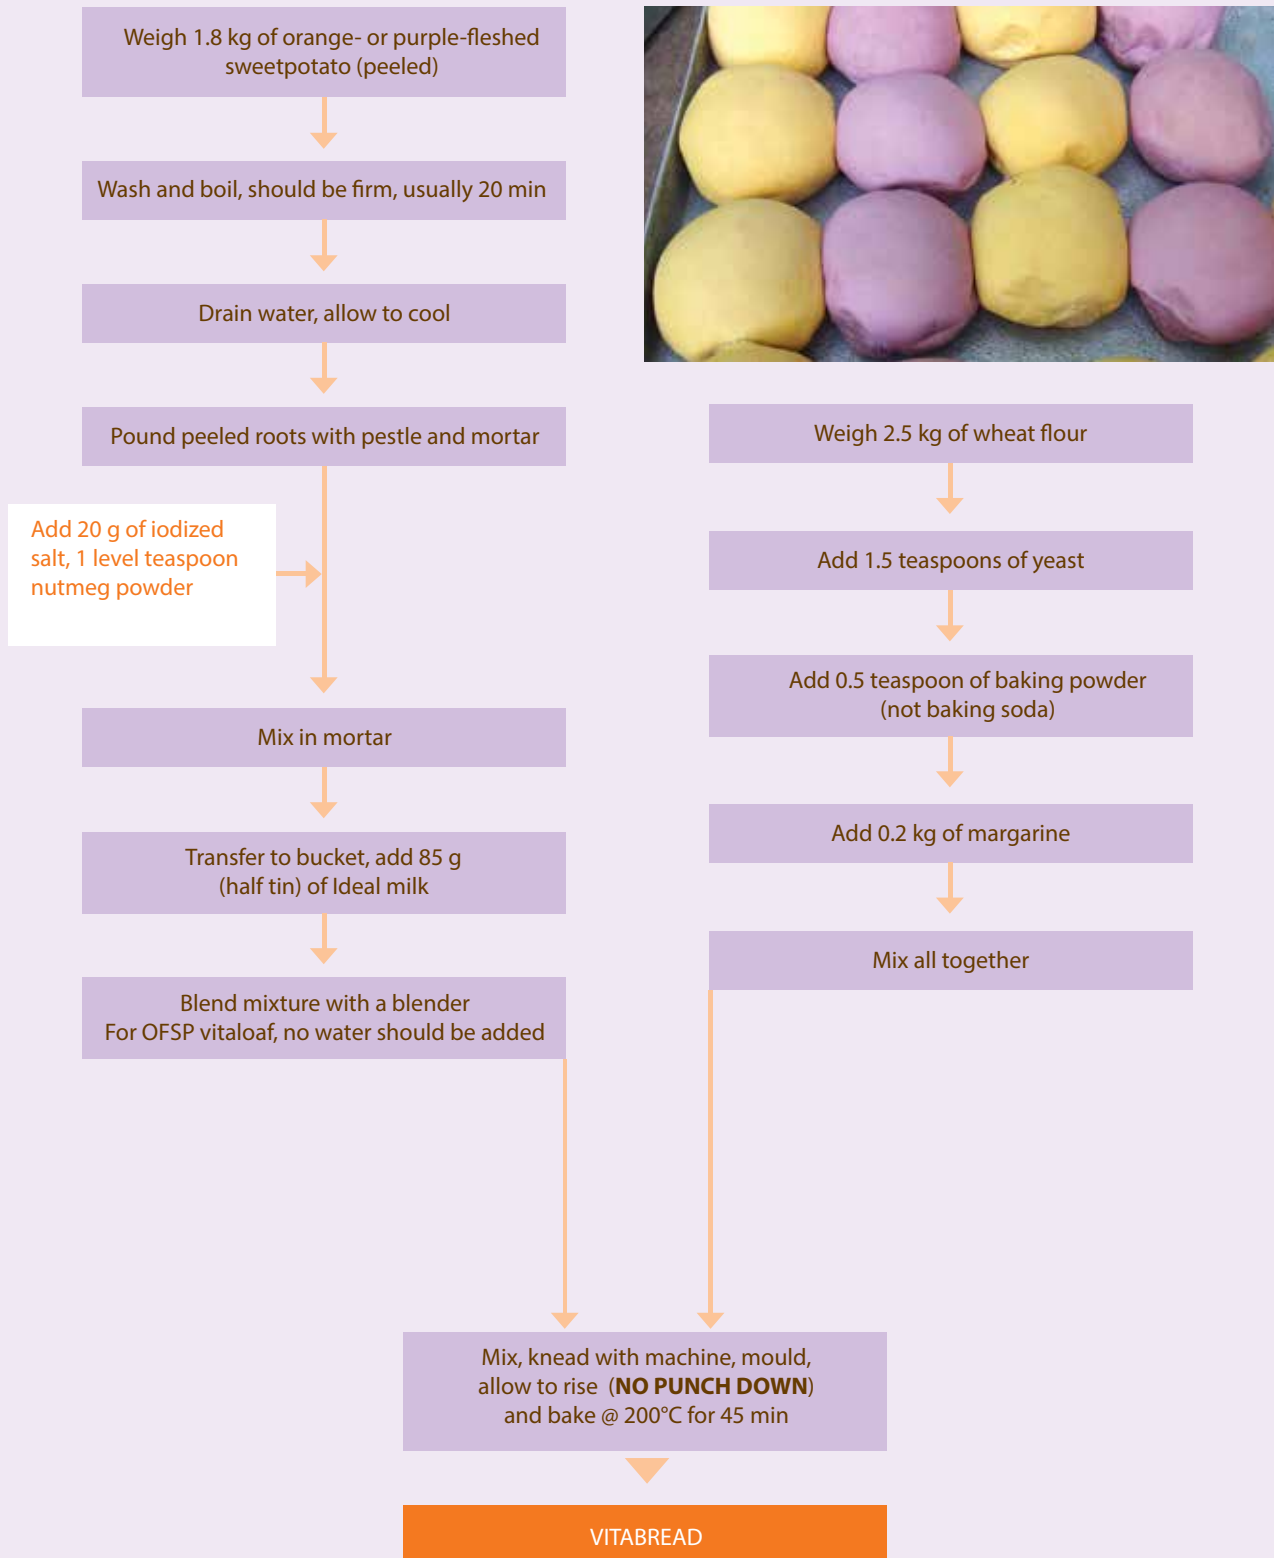 Weigh 1.8 kg of orange- or purple-fleshed
sweetpotato (peeled)
Wash and boil, should be firm, usually 20 min
Drain water, allow to cool
Pound peeled roots with pestle and mortar
Add 20 g of iodized
salt, 1 level teaspoon
nutmeg powder
Mix in mortar
Transfer to bucket, add 85 g
(half tin) of Ideal milk
Blend mixture with a blender
For OFSP vitaloaf, no water should be added
Weigh 2.5 kg of wheat flour
Add 1.5 teaspoons of yeast
Add 0.5 teaspoon of baking powder
(not baking soda)
Add 0.2 kg of margarine
Mix all together
Mix, knead with machine, mould,
allow to rise (NO PUNCH DOWN)
and bake @ 200°C for 45 min
VITABREAD